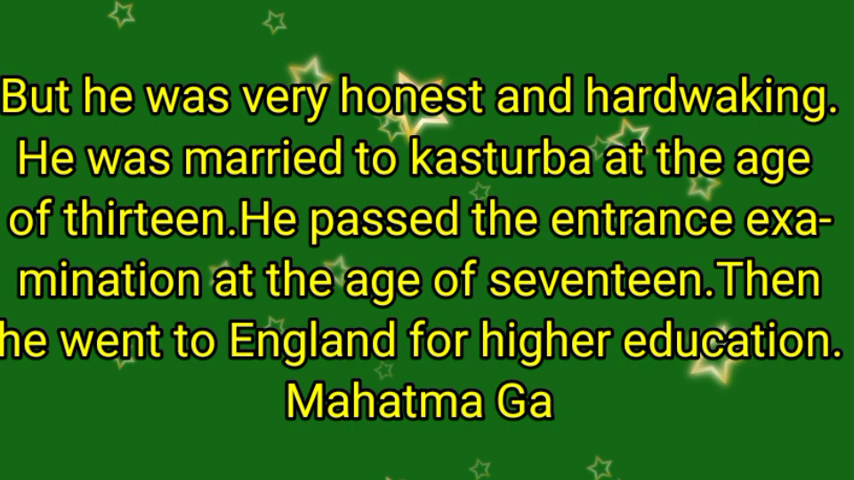 But he was very honest and hardwaking.
He was married to kasturba at the age
of thirteen.He passed the entrance exa-
mination at the age of seventeen.Then
he went to England for higher education.
Mahatma Ga